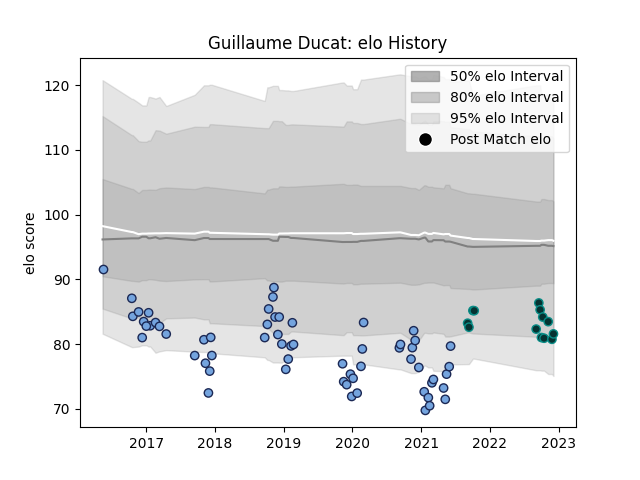 Guillaume Ducat: elo History
50% elo Interval
80% elo Interval
95% elo Interval
Post Match elo
elo score
120
110
100
90
80
70
2017 2018 2019 2020 2021 2022 2023